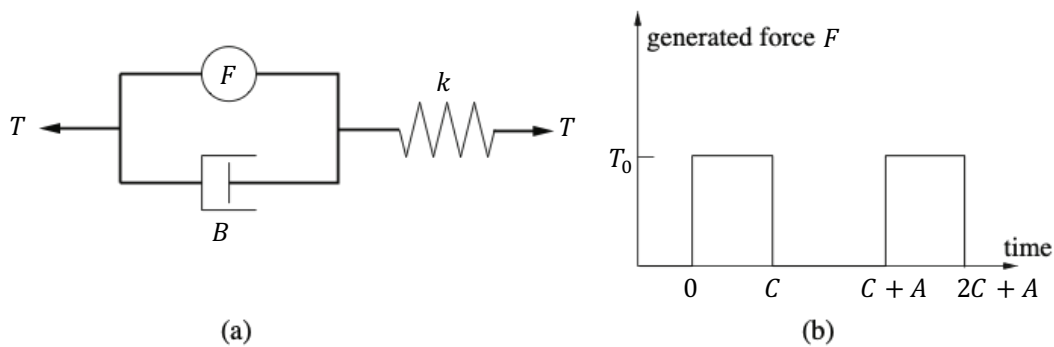 F
k
T
T
B
(a)
generated force F
T₀
time
0
C
C + A
2C + A
(b)